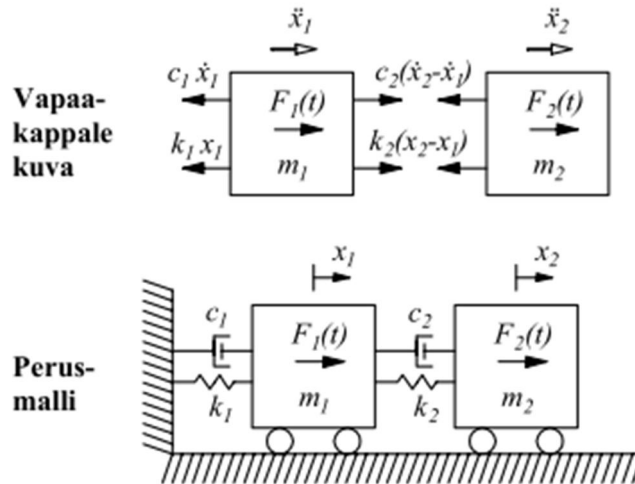 ẍ₁ ẍ₂
c₁ ẋ₁ c₂(ẋ₂-ẋ₁)
Vapaa-
kappale
kuva
F₁(t) F₂(t)
k₁ x₁ k₂(x₂-x₁)
m₁ m₂
x₁ x₂
c₁ c₂
F₁(t) F₂(t)
Perus-
malli
k₁ m₁ k₂ m₂